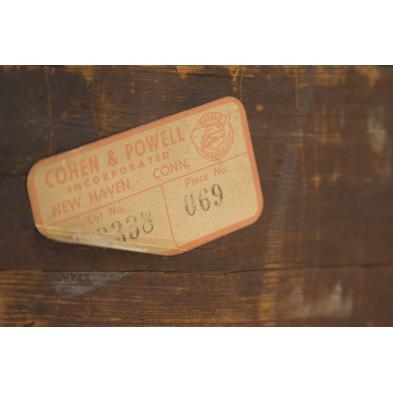 COHEN & POWELL
INCORPORATED
NEW HAVEN, CONN.
Lot No. Piece No.
069